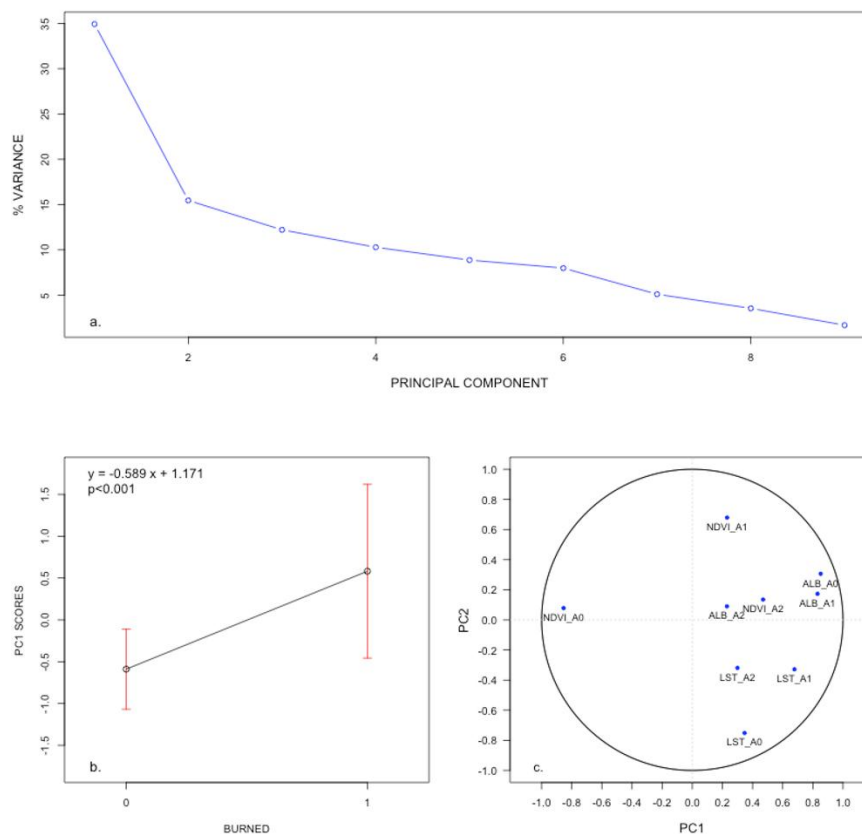 35
30
25
20
15
10
5
% VARIANCE
a.
2
4
6
8
PRINCIPAL COMPONENT
y = -0.589 x + 1.171
p<0.001
1.5
1.0
0.5
0.0
-0.5
-1.0
-1.5
PC1 SCORES
b.
0
1
BURNED
1.0
0.8
0.6
0.4
0.2
0.0
-0.2
-0.4
-0.6
-0.8
-1.0
PC2
NDVI_A1
ALB_A0
ALB_A1
NDVI_A0
ALB_A2
NDVI_A2
LST_A2
LST_A1
LST_A0
c.
-1.0 -0.8 -0.6 -0.4 -0.2 0.0 0.2 0.4 0.6 0.8 1.0
PC1